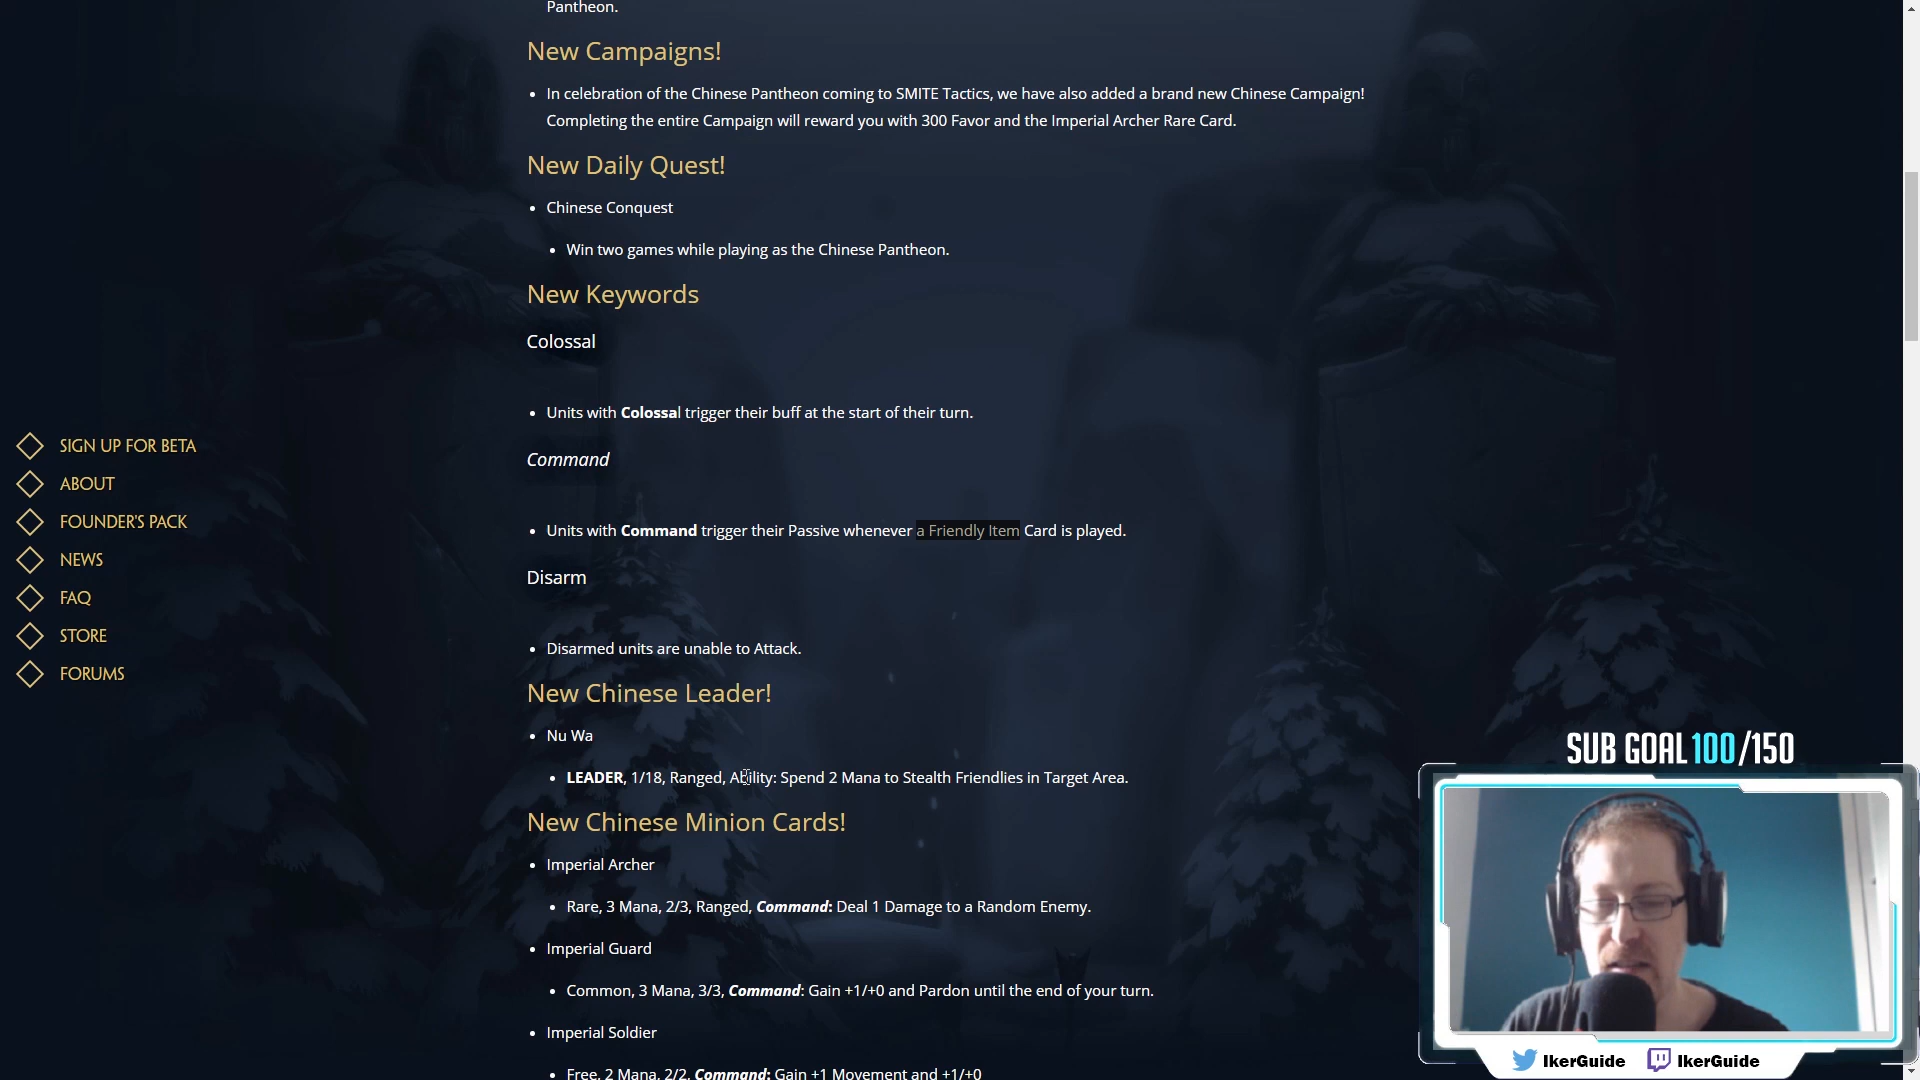 Pantheon.
New Campaigns!
• In celebration of the Chinese Pantheon coming to SMITE Tactics, we have also added a brand new Chinese Campaign!
Completing the entire Campaign will reward you with 300 Favor and the Imperial Archer Rare Card.
New Daily Quest!
• Chinese Conquest
• Win two games while playing as the Chinese Pantheon.
New Keywords
Colossal
• Units with Colossal trigger their buff at the start of their turn.
Command
• Units with Command trigger their Passive whenever a Friendly Item Card is played.
Disarm
• Disarmed units are unable to Attack.
New Chinese Leader!
• Nu Wa
• LEADER, 1/18, Ranged, Ability: Spend 2 Mana to Stealth Friendlies in Target Area.
New Chinese Minion Cards!
• Imperial Archer
• Rare, 3 Mana, 2/3, Ranged, Command: Deal 1 Damage to a Random Enemy.
• Imperial Guard
• Common, 3 Mana, 3/3, Command: Gain +1/+0 and Pardon until the end of your turn.
• Imperial Soldier
• Free, 2 Mana, 2/2, Command: Gain +1 Movement and +1/+0
SIGN UP FOR BETA
ABOUT
FOUNDER'S PACK
NEWS
FAQ
STORE
FORUMS
SUB GOAL 100/150
IkerGuide IkerGuide